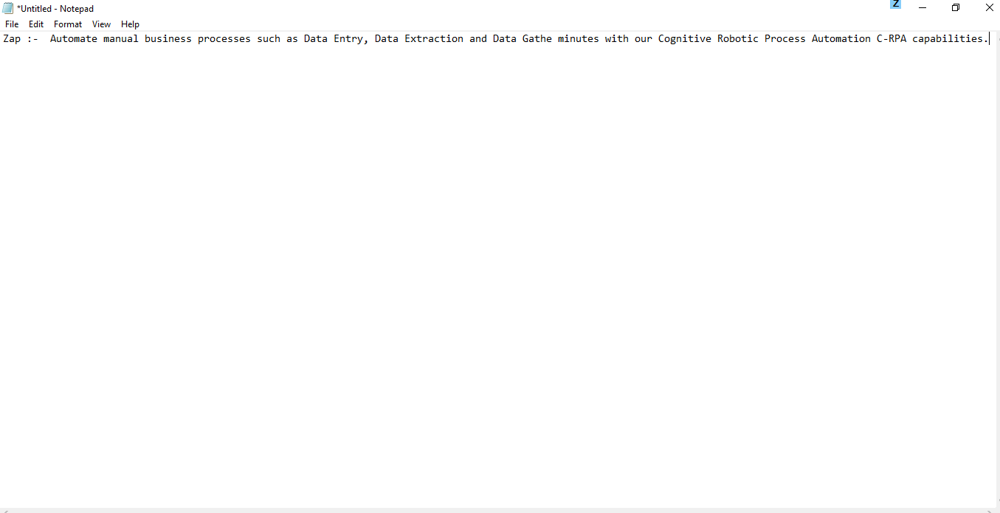 *Untitled - Notepad
Z
File Edit Format View Help
Zap :-  Automate manual business processes such as Data Entry, Data Extraction and Data Gathe minutes with our Cognitive Robotic Process Automation C-RPA capabilities.